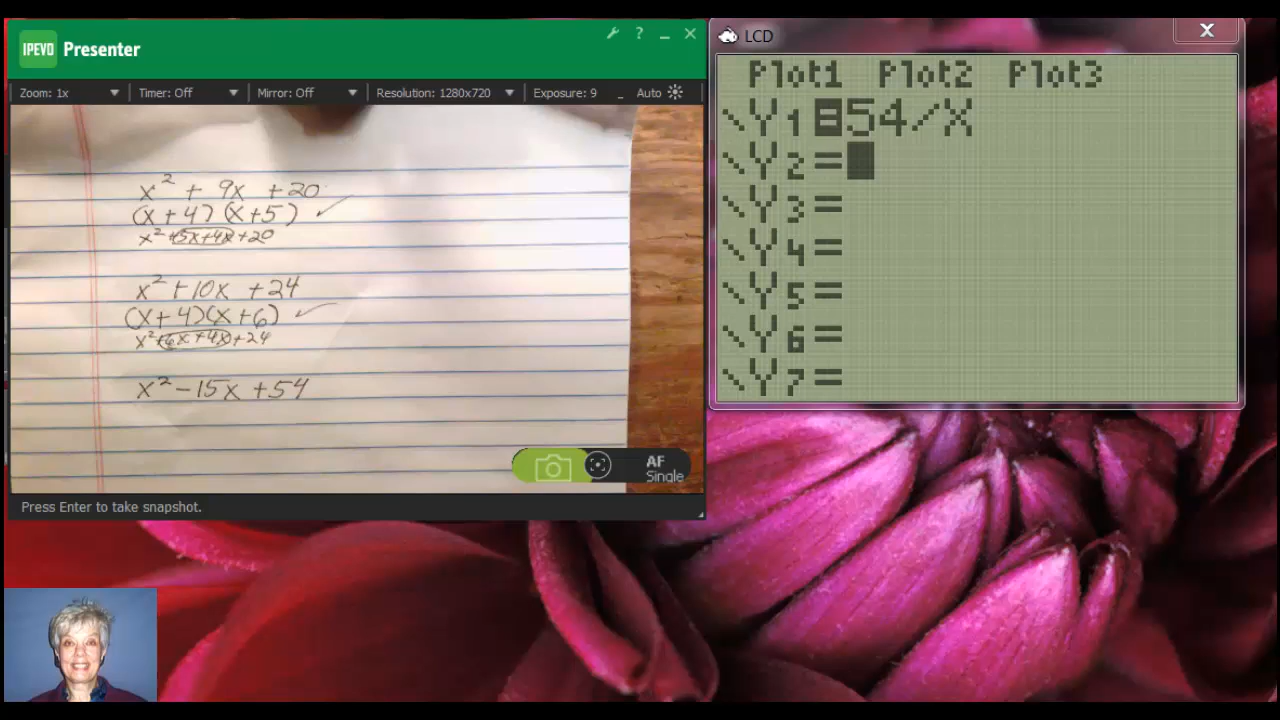 IPEVO Presenter
Zoom: 1x Timer: Off Mirror: Off Resolution: 1280x720 Exposure: 9 _ Auto
x² + 9x + 20
(x + 4) (x + 5) ✓
x² + 5x + 4x + 20
x² + 10x + 24
(x + 4)(x + 6) ✓
x² + 6x + 4x + 24
x² - 15x + 54
AF
Single
Press Enter to take snapshot.
LCD
Plot1 Plot2 Plot3
\Y1=54/X
\Y2=
\Y3=
\Y4=
\Y5=
\Y6=
\Y7=